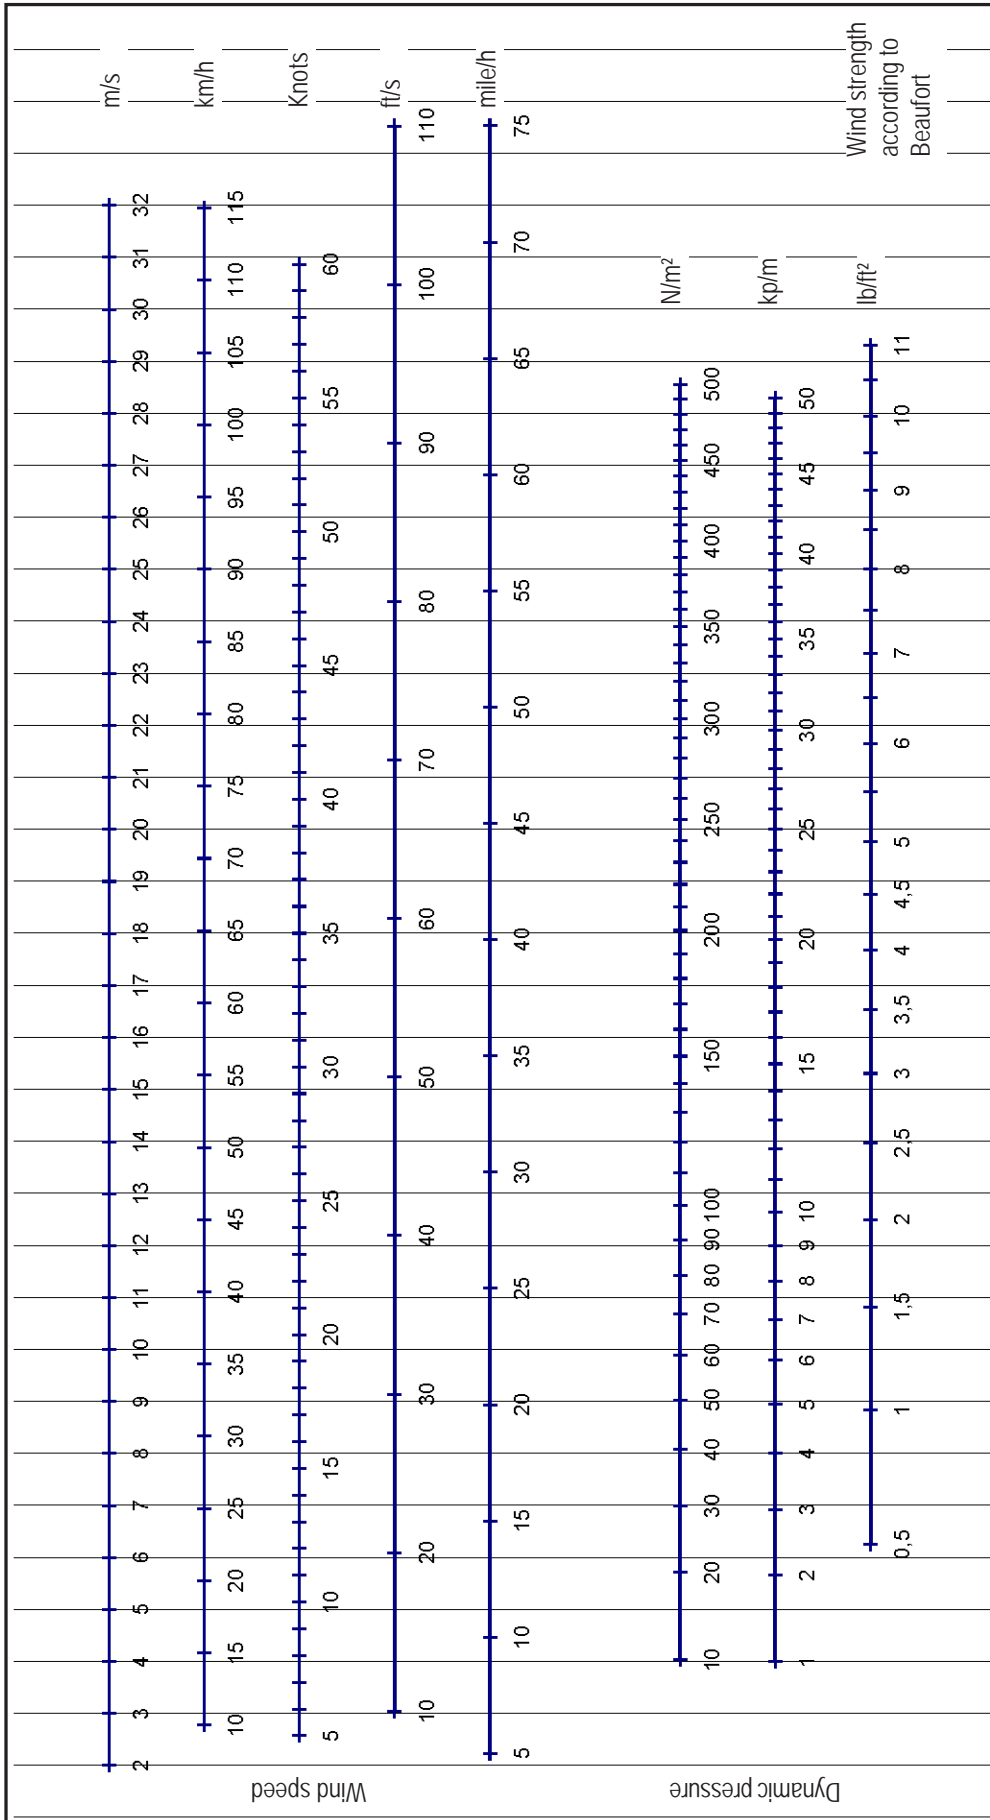 Wind speed
m/s
2 3 4 5 6 7 8 9 10 11 12 13 14 15 16 17 18 19 20 21 22 23 24 25 26 27 28 29 30 31 32
km/h
10 15 20 25 30 35 40 45 50 55 60 65 70 75 80 85 90 95 100 105 110 115
Knots
5 10 15 20 25 30 35 40 45 50 55 60
ft/s
10 20 30 40 50 60 70 80 90 100 110
mile/h
5 10 15 20 25 30 35 40 45 50 55 60 65 70 75
Dynamic pressure
N/m²
10 20 30 40 50 60 70 80 90 100 150 200 250 300 350 400 450 500
kp/m
1 2 3 4 5 6 7 8 9 10 15 20 25 30 35 40 45 50
lb/ft²
0,5 1 1,5 2 2,5 3 3,5 4 4,5 5 6 7 8 9 10 11
Wind strength
according to
Beaufort